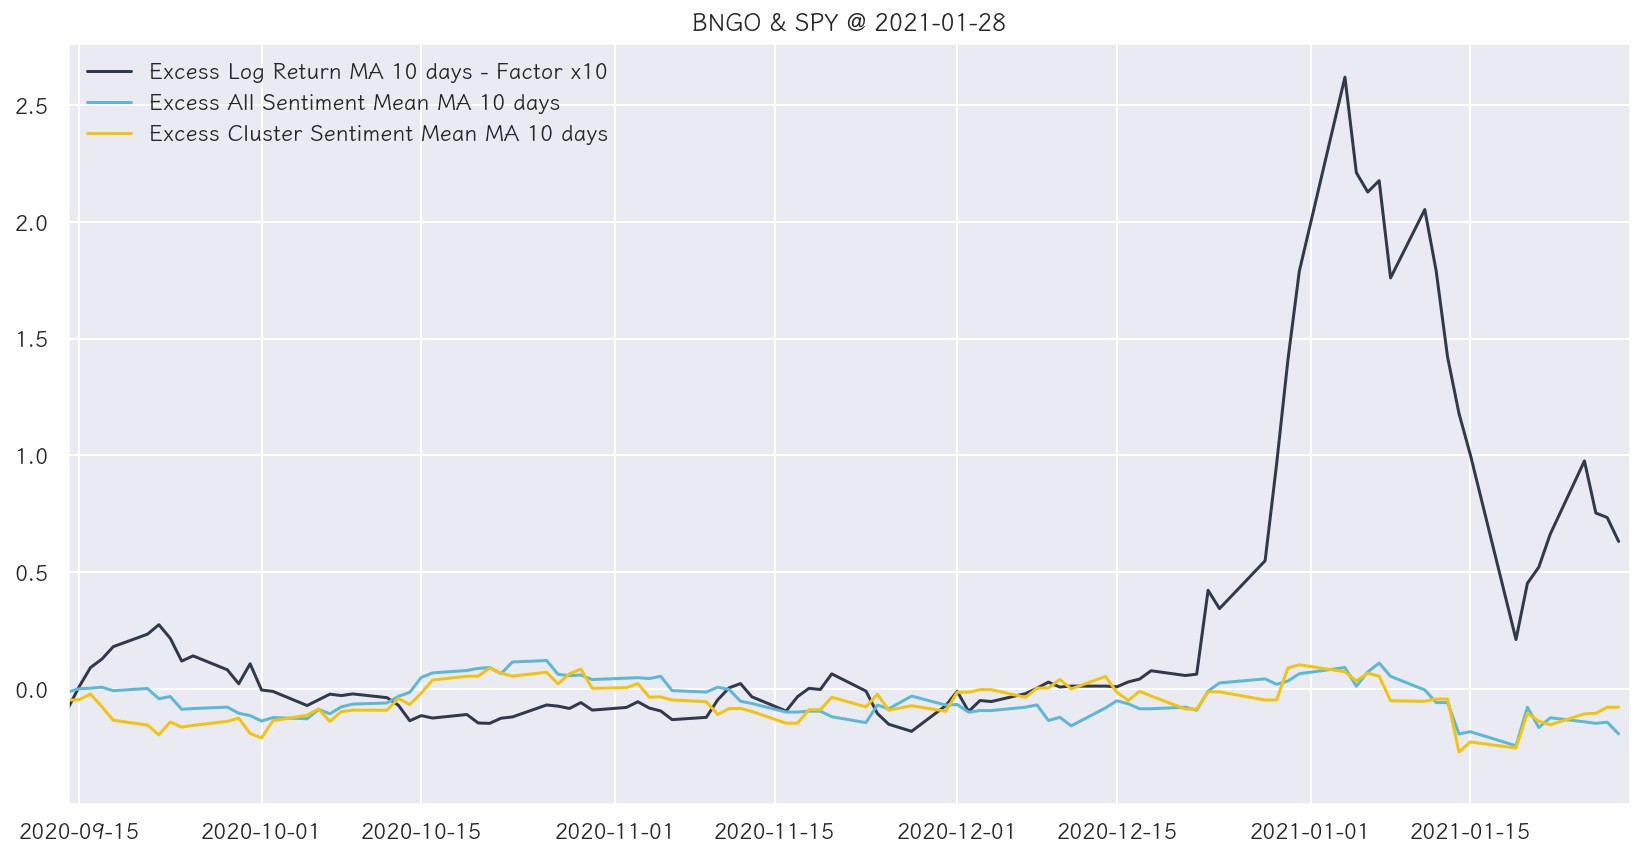 BNGO & SPY @ 2021-01-28
Excess Log Return MA 10 days - Factor x10
Excess All Sentiment Mean MA 10 days
Excess Cluster Sentiment Mean MA 10 days
2.5
2.0
1.5
1.0
0.5
0.0
2020-09-15 2020-10-01 2020-10-15 2020-11-01 2020-11-15 2020-12-01 2020-12-15 2021-01-01 2021-01-15